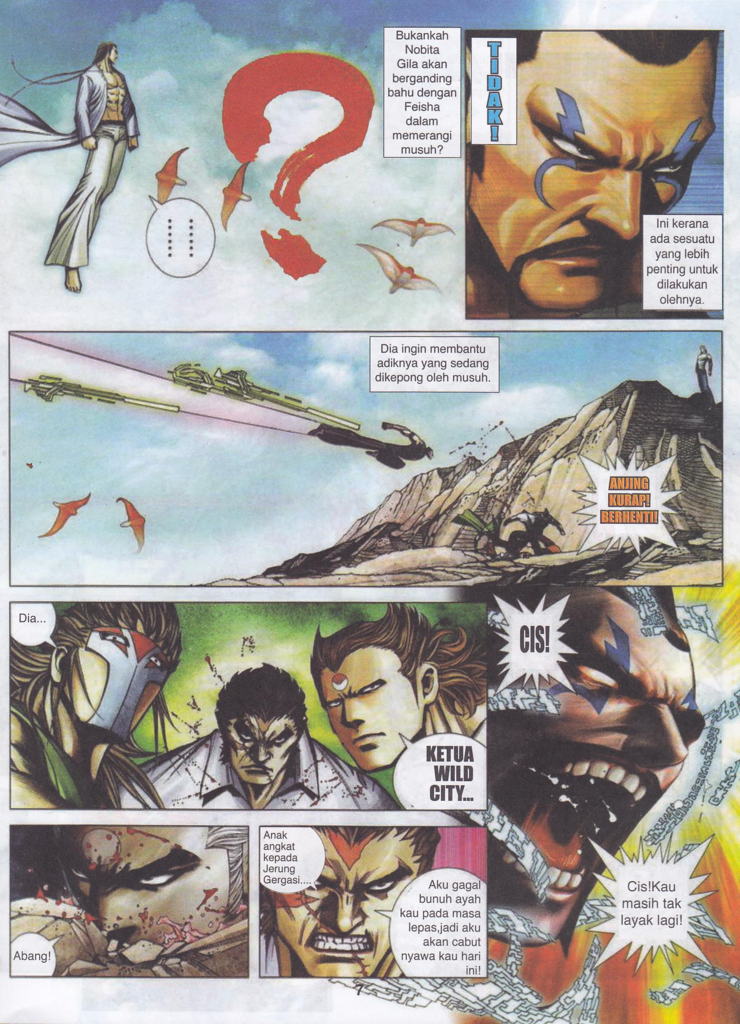 Bukankah
Nobita
Gila akan
berganding
bahu dengan
Feisha
dalam
memerangi
musuh?
TIDAK!
Ini kerana
ada sesuatu
yang lebih
penting untuk
dilakukan
olehnya.
?
Dia ingin membantu
adiknya yang sedang
dikepong oleh musuh.
ANJING
KURAP!
BERHENTI!
Dia...
KETUA
WILD
CITY...
CIS!
Abang!
Anak
angkat
kepada
Jerung
Gergasi....
Aku gagal
bunuh ayah
kau pada masa
lepas,jadi aku
akan cabut
nyawa kau hari
ini!
Cis!Kau
masih tak
layak lagi!
7